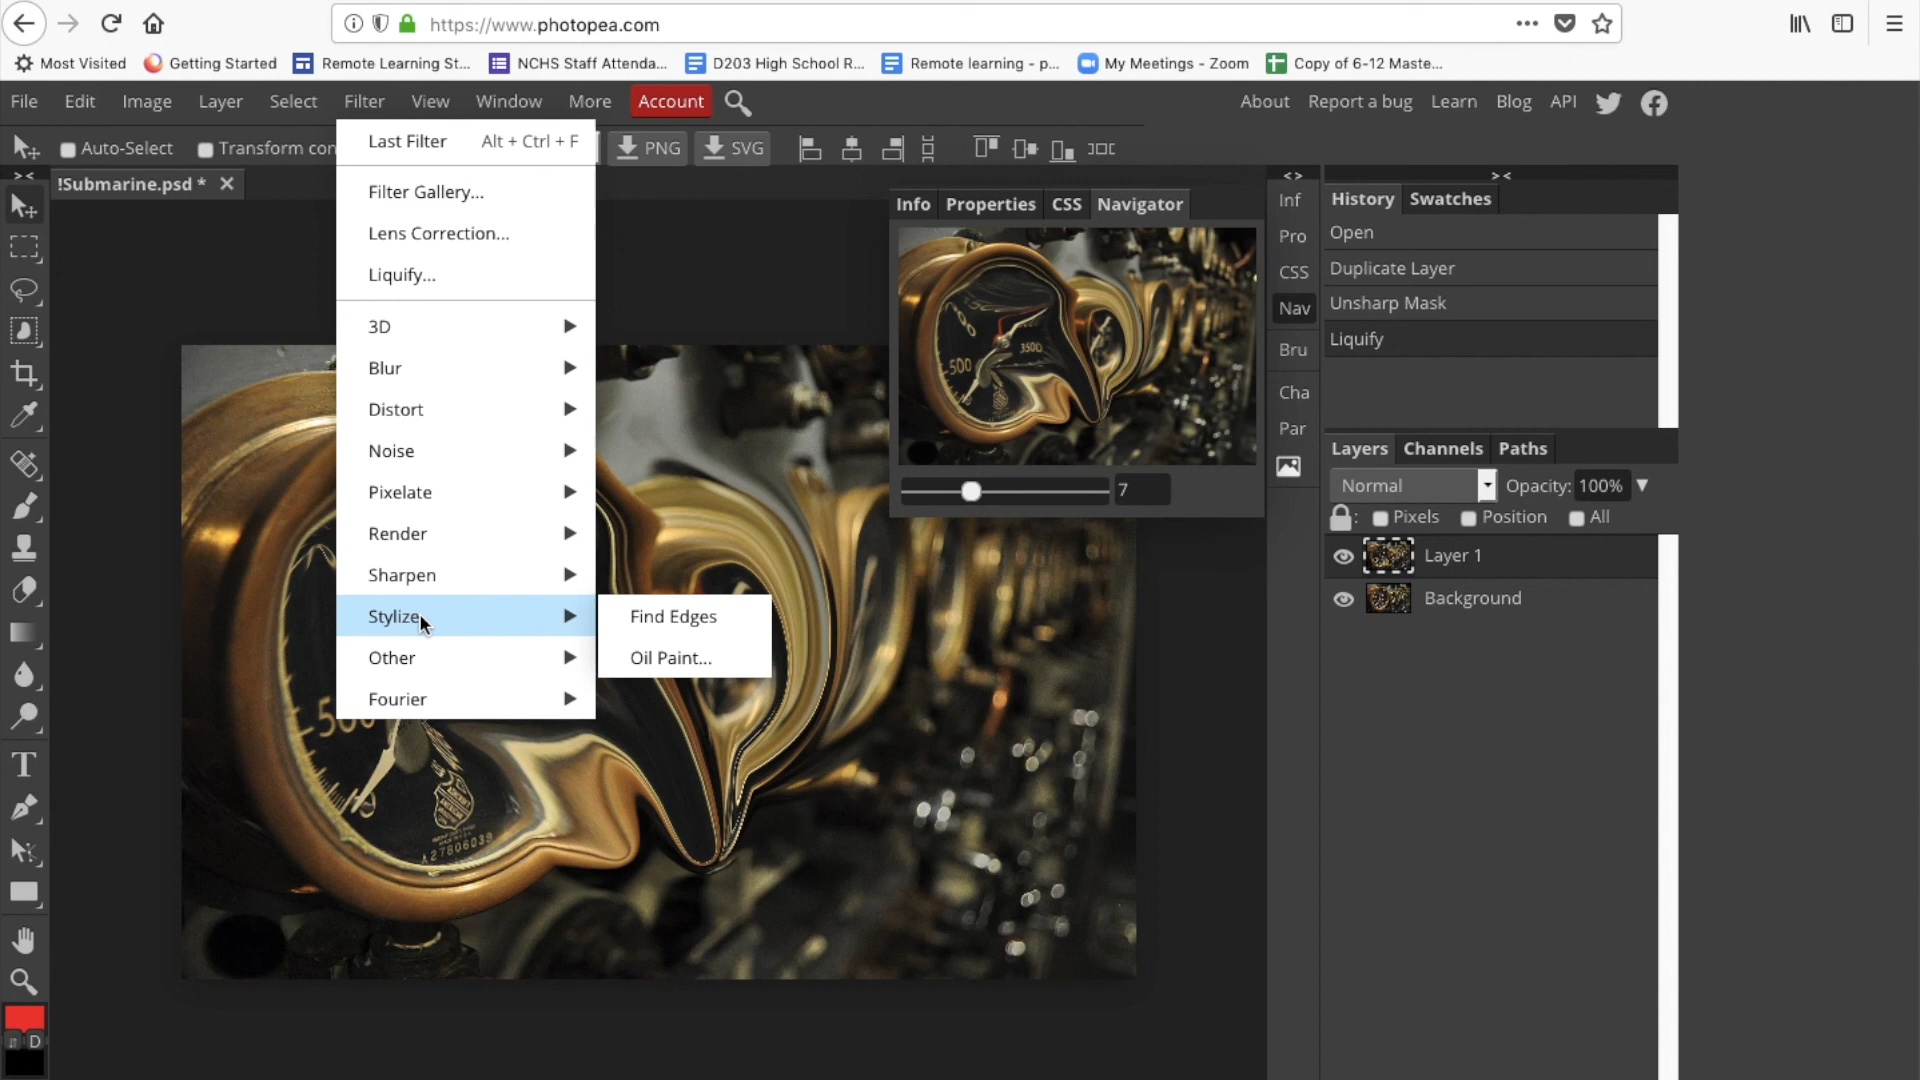 https://www.photopea.com
Most Visited Getting Started Remote Learning St... NCHS Staff Attenda... D203 High School R... Remote learning - p... My Meetings - Zoom Copy of 6-12 Maste...
File Edit Image Layer Select Filter View Window More Account About Report a bug Learn Blog API
Auto-Select Transform con PNG SVG
!Submarine.psd *
Last Filter Alt + Ctrl + F
Filter Gallery...
Lens Correction...
Liquify...
3D
Blur
Distort
Noise
Pixelate
Render
Sharpen
Stylize
Other
Fourier
Find Edges
Oil Paint...
Info Properties CSS Navigator
500
3500
7
Inf
Pro
CSS
Nav
Bru
Cha
Par
History Swatches
Open
Duplicate Layer
Unsharp Mask
Liquify
Layers Channels Paths
Normal Opacity: 100%
: Pixels Position All
Layer 1
Background
T
D
A27806039